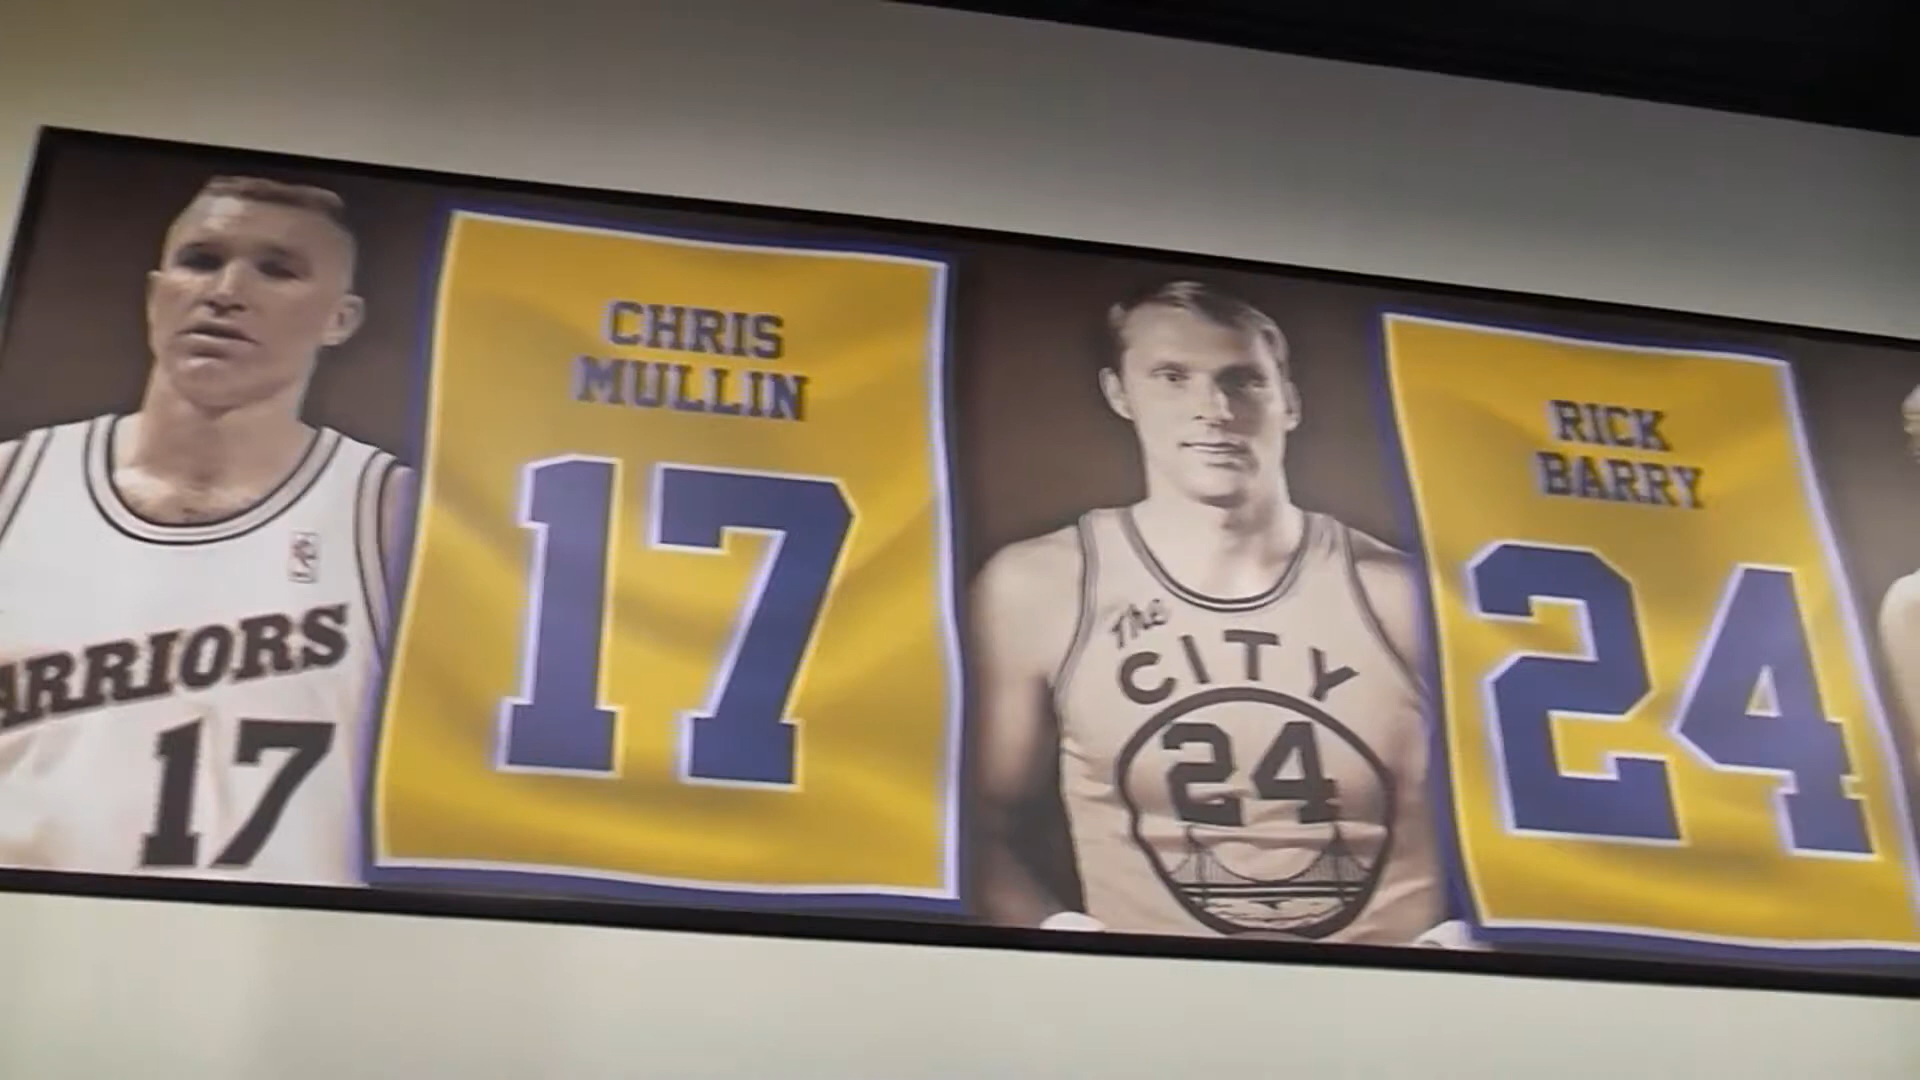 ARRIORS
17
CHRIS
MULLIN
17
The
CITY
24
RICK
BARRY
24